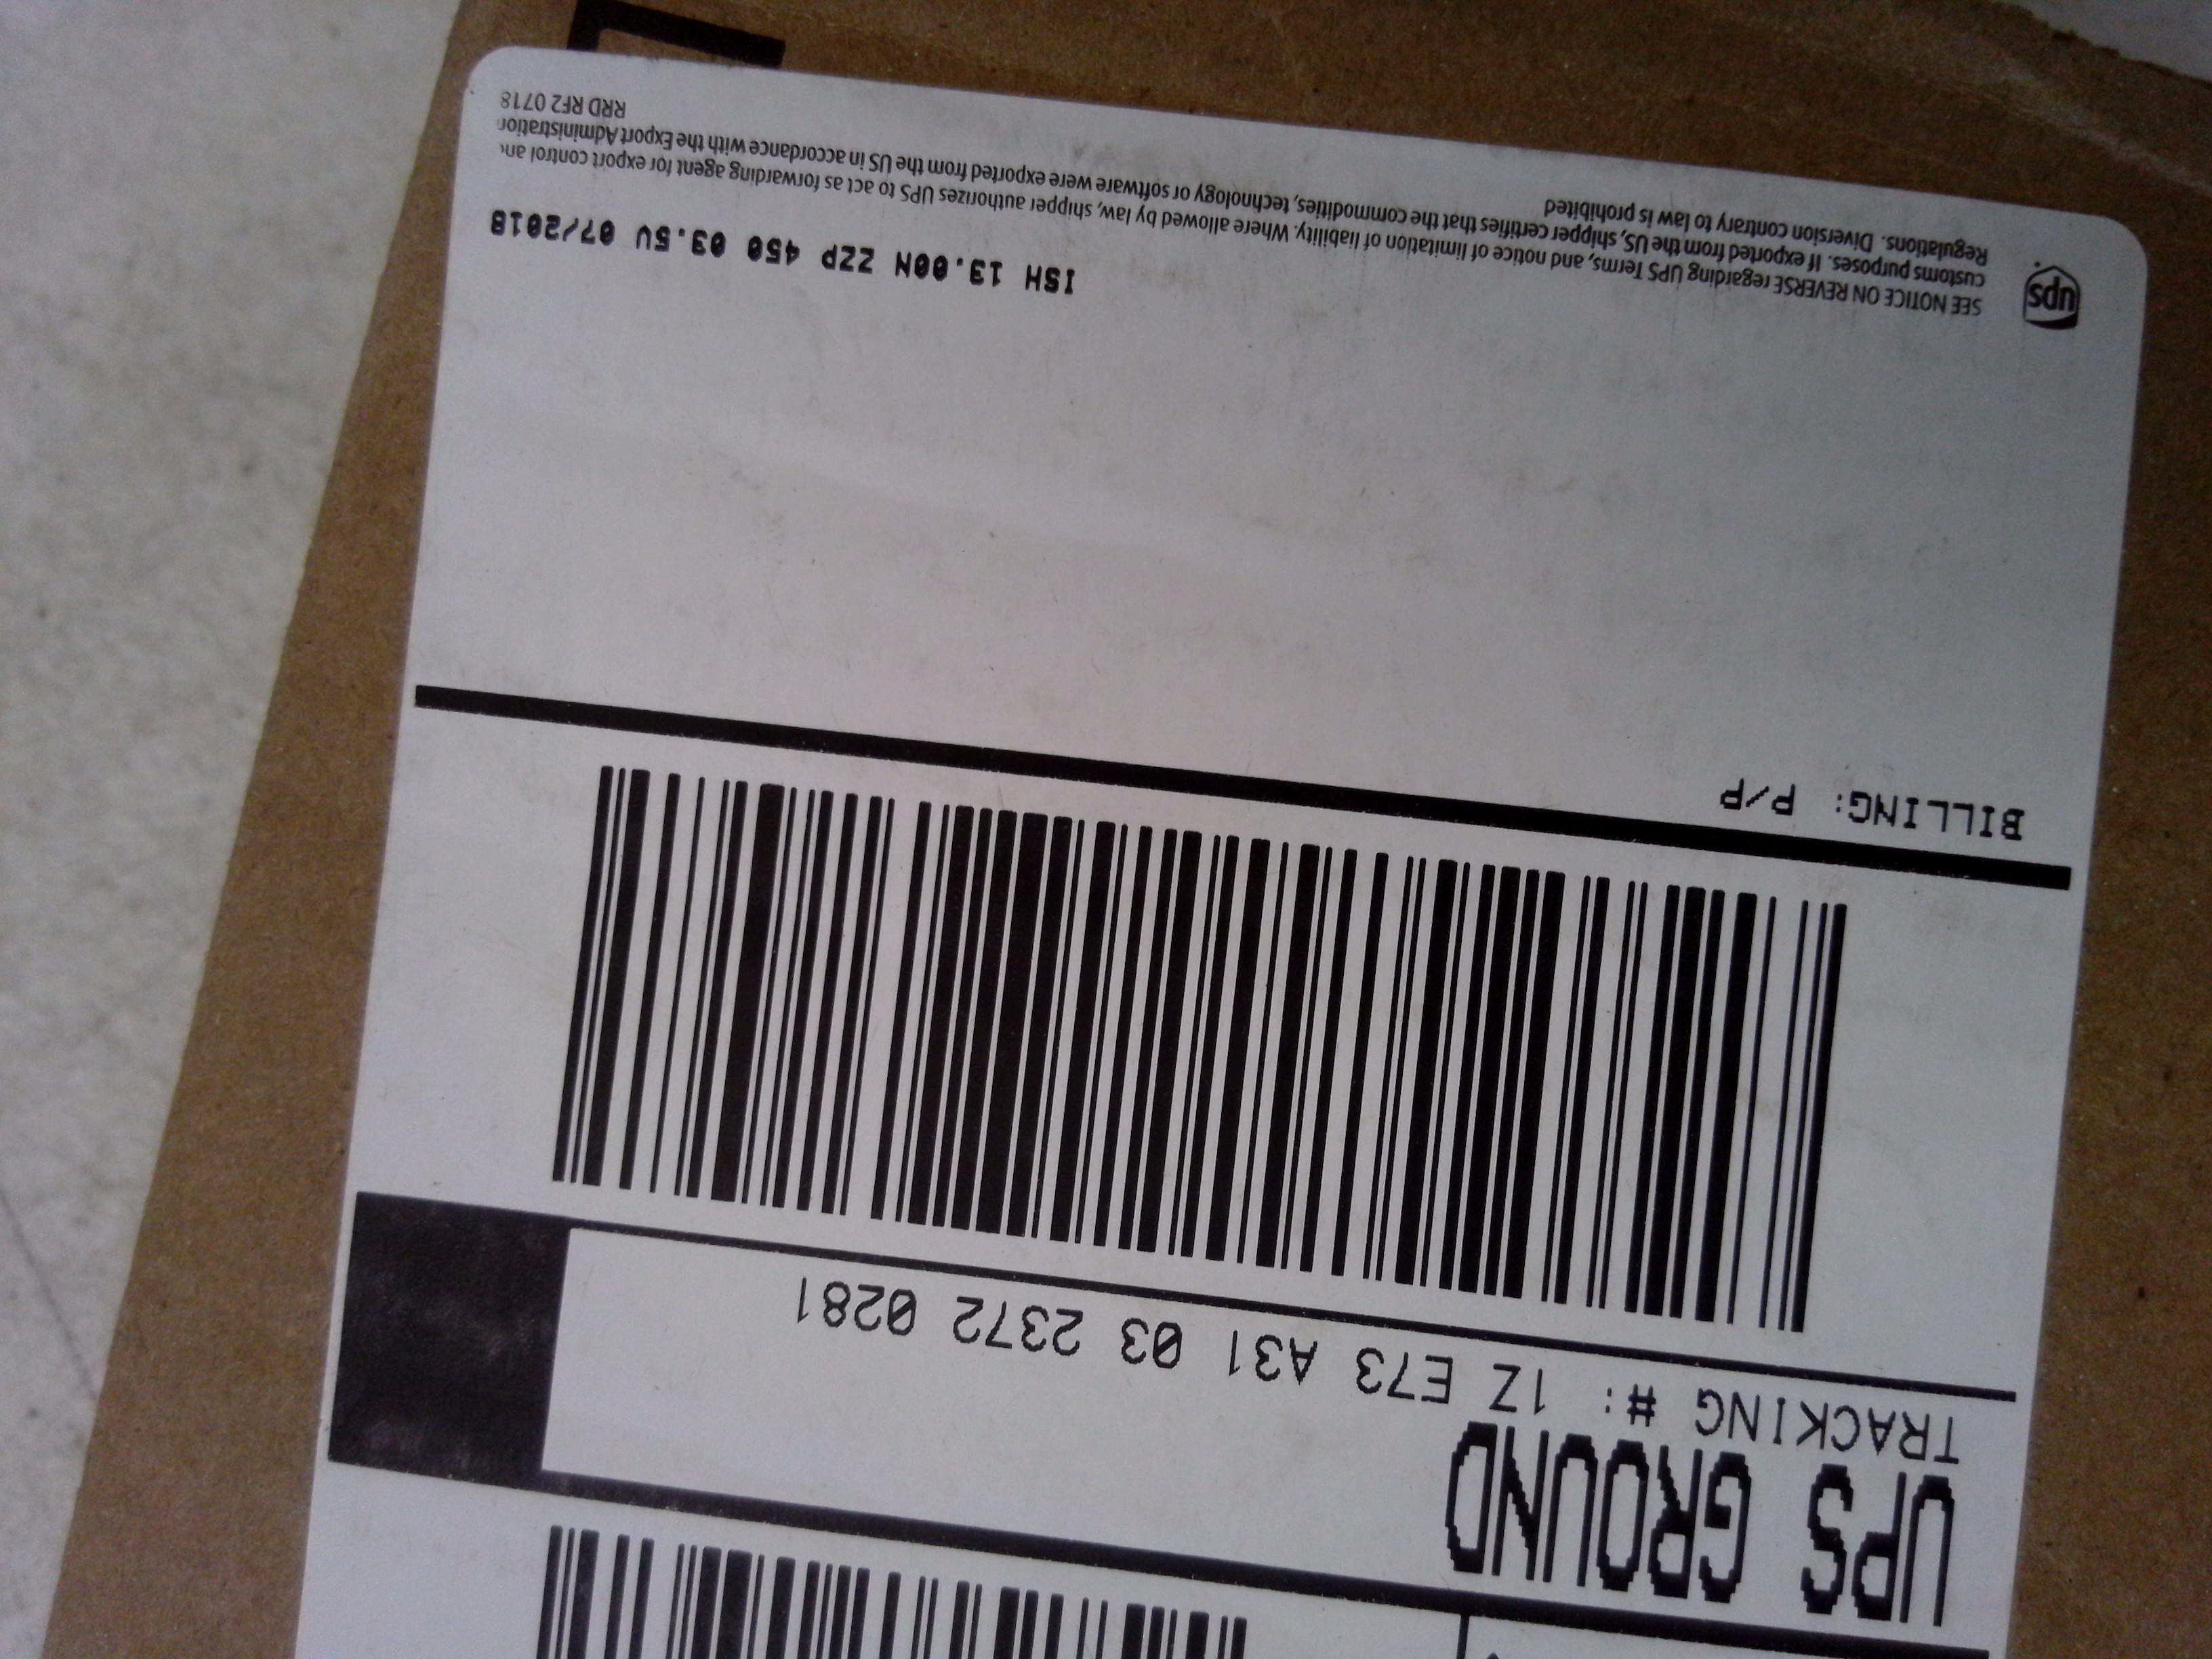 UPS GROUND
TRACKING #: 1Z E73 A31 03 2372 0281
BILLING: P/P
ISH 13.00N ZZP 450 03.5V 07/2018
ups
SEE NOTICE ON REVERSE regarding UPS Terms, and notice of limitation of liability. Where allowed by law, shipper authorizes UPS to act as forwarding agent for export control
customs purposes. If exported from the US, shipper certifies that the commodities, technology or software were exported from the US in accordance with the Export Administration
Regulations. Diversion contrary to law is prohibited
RRD RF2 0718